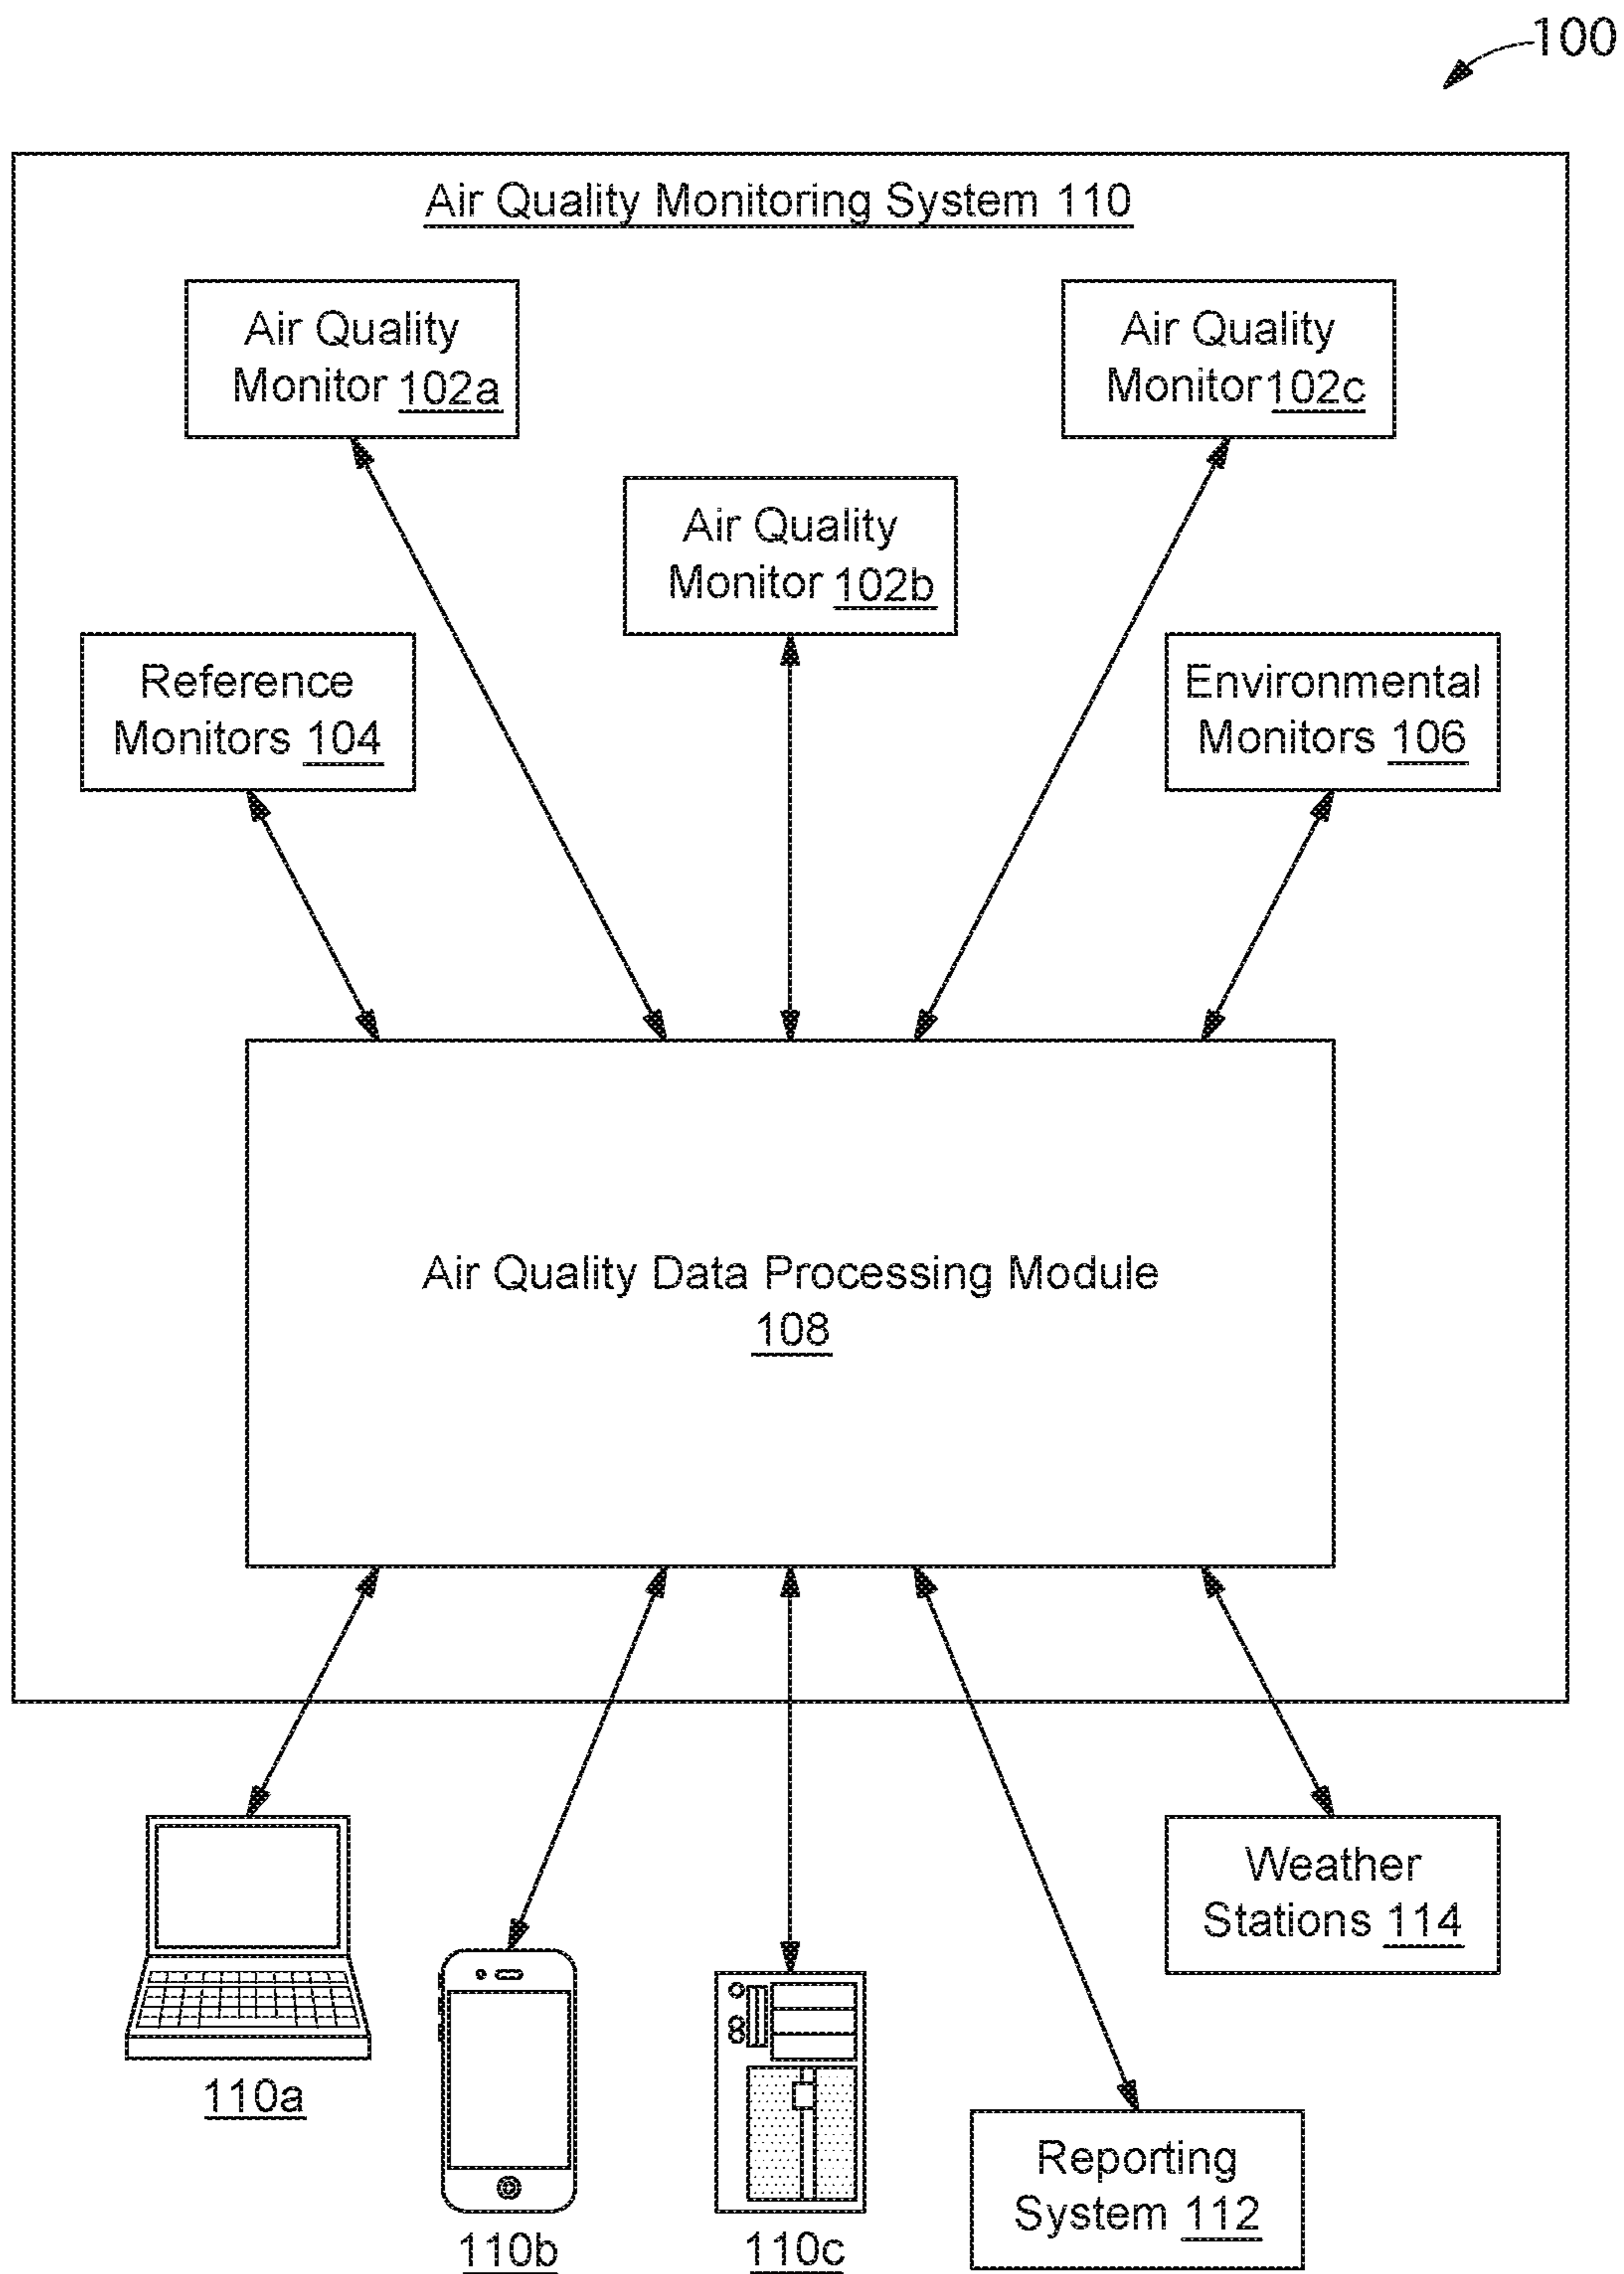 100
Air Quality Monitoring System 110
Air Quality
Monitor 102a
Air Quality
Monitor 102c
Air Quality
Monitor 102b
Reference
Monitors 104
Environmental
Monitors 106
Air Quality Data Processing Module
108
Weather
Stations 114
110a
Reporting
System 112
110b
110c